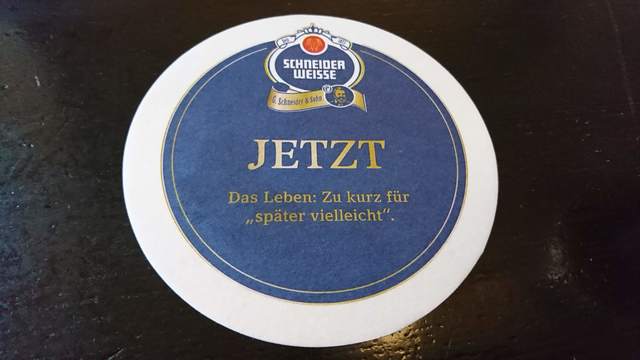 SCHNEIDER
WEISSE
G. Schneider & Sohn
JETZT
Das Leben: Zu kurz für
„später vielleicht“.